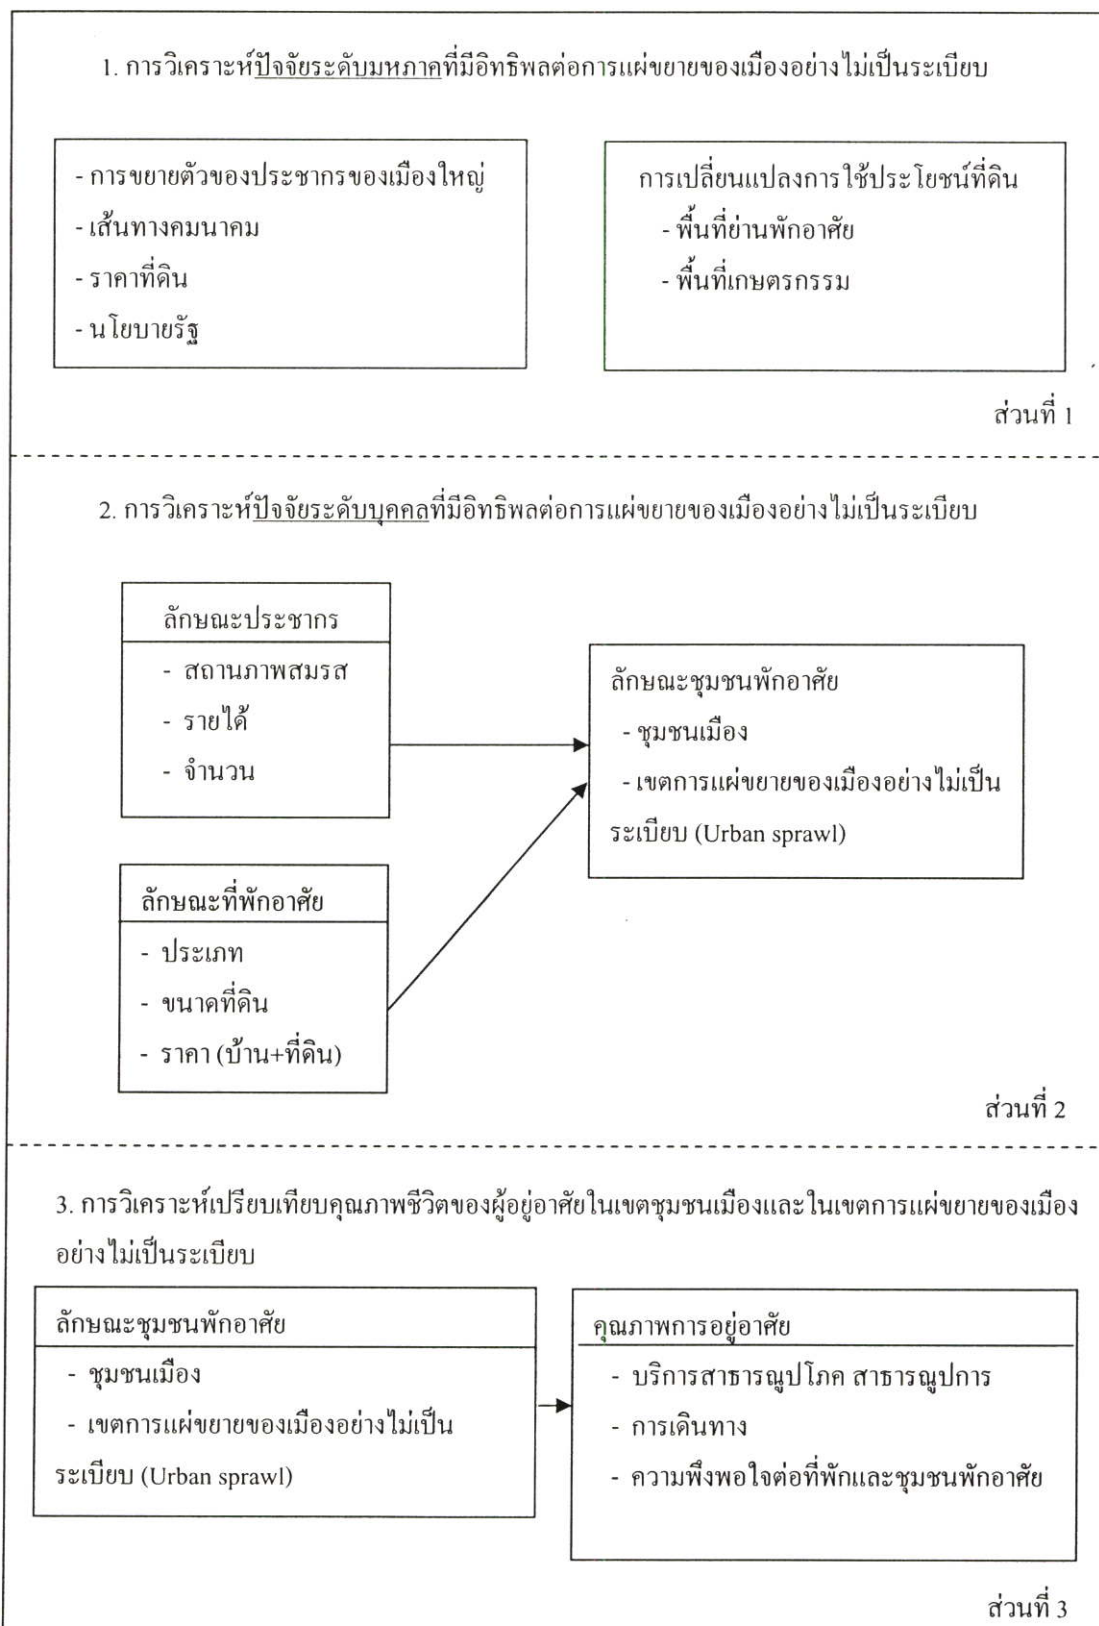 1. การวิเคราะห์ปัจจัยระดับมหภาคที่มีอิทธิพลต่อการแผ่ขยายของเมืองอย่างไม่เป็นระเบียบ
- การขยายตัวของประชากรของเมืองใหญ่
- เส้นทางคมนาคม
- ราคาที่ดิน
- นโยบายรัฐ
การเปลี่ยนแปลงการใช้ประโยชน์ที่ดิน
- พื้นที่ย่านพักอาศัย
- พื้นที่เกษตรกรรม
ส่วนที่ 1
2. การวิเคราะห์ปัจจัยระดับบุคคลที่มีอิทธิพลต่อการแผ่ขยายของเมืองอย่างไม่เป็นระเบียบ
ลักษณะประชากร
- สถานภาพสมรส
- รายได้
- จำนวน
ลักษณะที่พักอาศัย
- ประเภท
- ขนาดที่ดิน
- ราคา (บ้าน+ที่ดิน)
ลักษณะชุมชนพักอาศัย
- ชุมชนเมือง
- เขตการแผ่ขยายของเมืองอย่างไม่เป็น
ระเบียบ (Urban sprawl)
ส่วนที่ 2
3. การวิเคราะห์เปรียบเทียบคุณภาพชีวิตของผู้อยู่อาศัยในเขตชุมชนเมืองและในเขตการแผ่ขยายของเมือง
อย่างไม่เป็นระเบียบ
ลักษณะชุมชนพักอาศัย
- ชุมชนเมือง
- เขตการแผ่ขยายของเมืองอย่างไม่เป็น
ระเบียบ (Urban sprawl)
คุณภาพการอยู่อาศัย
- บริการสาธารณูปโภค สาธารณูปการ
- การเดินทาง
- ความพึงพอใจต่อที่พักและชุมชนพักอาศัย
ส่วนที่ 3